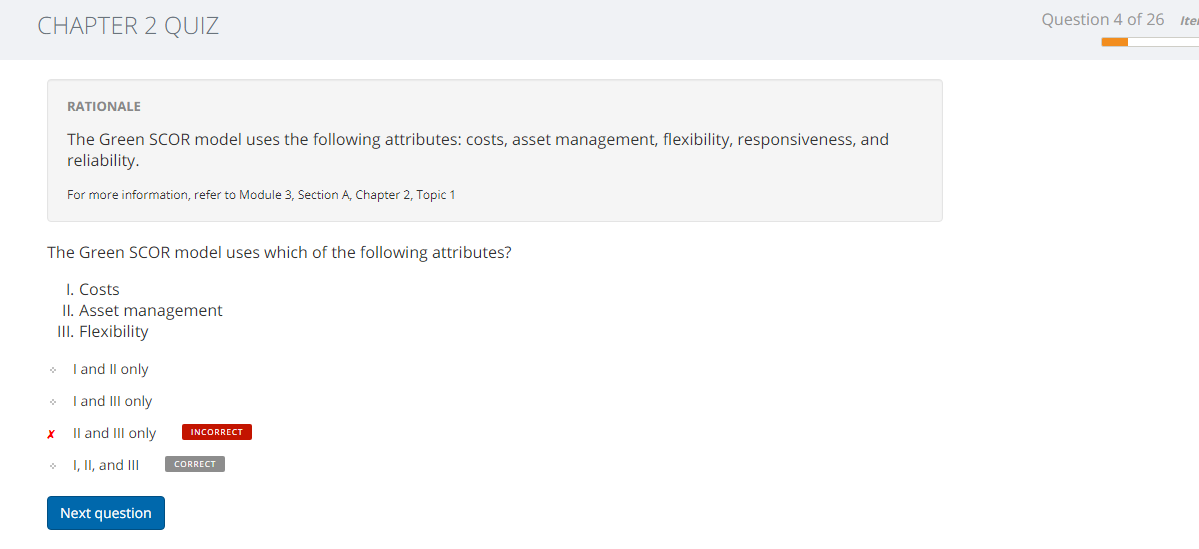 CHAPTER 2 QUIZ
Question 4 of 26
RATIONALE
The Green SCOR model uses the following attributes: costs, asset management, flexibility, responsiveness, and
reliability.
For more information, refer to Module 3, Section A, Chapter 2, Topic 1
The Green SCOR model uses which of the following attributes?
I. Costs
II. Asset management
III. Flexibility
I and II only
I and III only
✗ II and III only INCORRECT
I, II, and III CORRECT
Next question